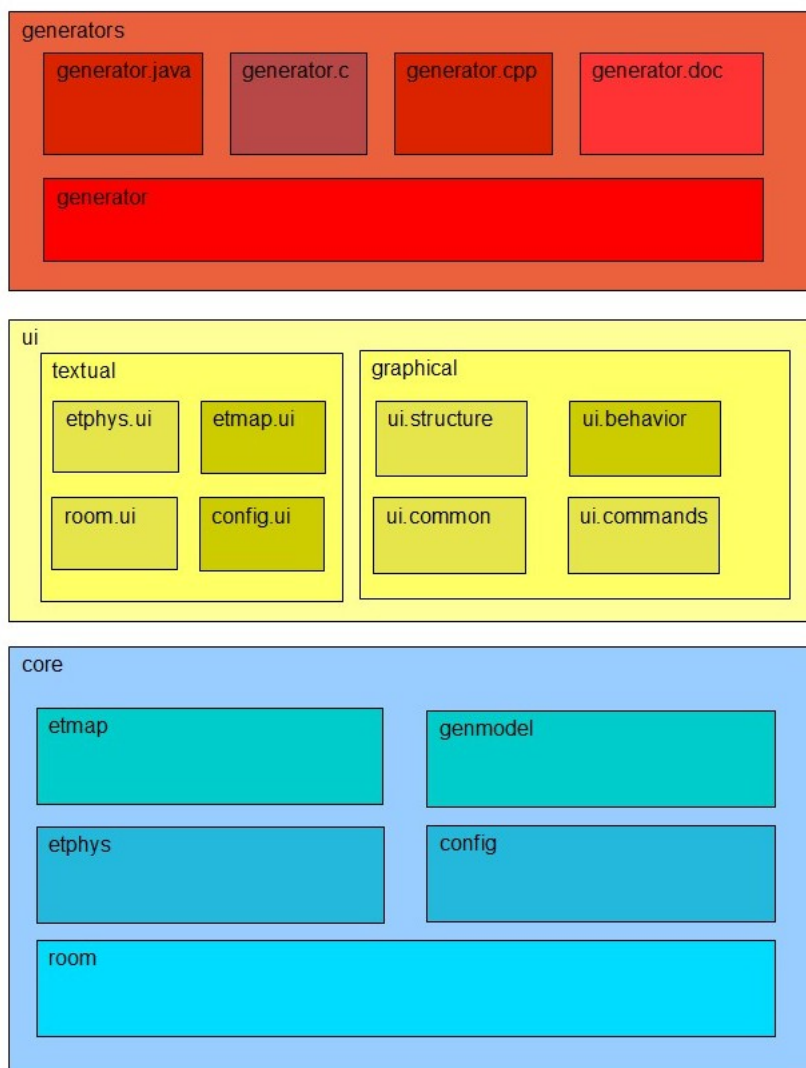 generators
generator.java
generator.c
generator.cpp
generator.doc
generator
ui
textual
etphys.ui
etmap.ui
room.ui
config.ui
graphical
ui.structure
ui.behavior
ui.common
ui.commands
core
etmap
genmodel
etphys
config
room